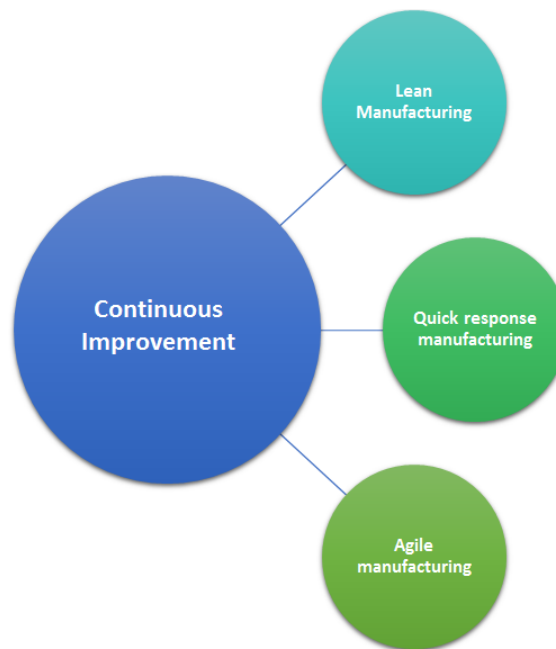 Lean
Manufacturing
Continuous
Improvement
Quick response
manufacturing
Agile
manufacturing